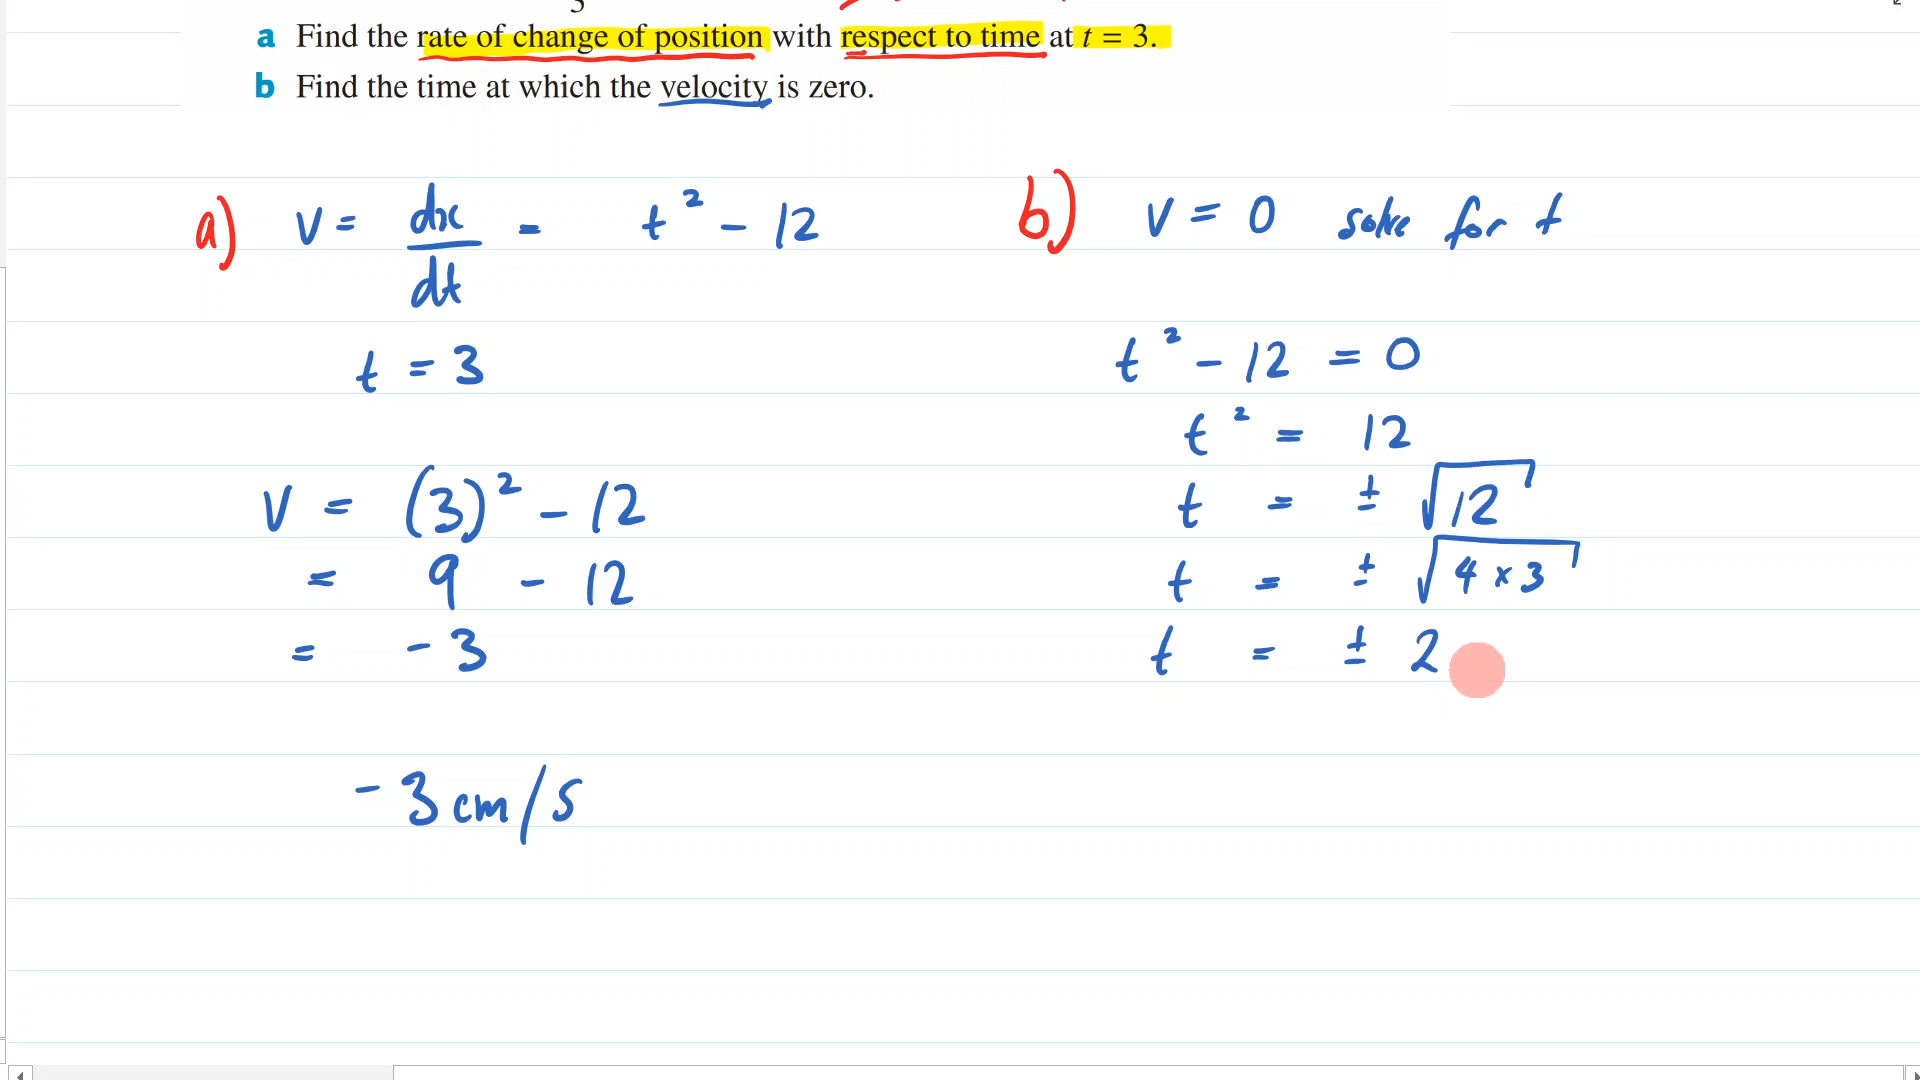 3
a Find the rate of change of position with respect to time at t = 3.
b Find the time at which the velocity is zero.
a) v = dx/dt = t² - 12
t = 3
v = (3)² - 12
= 9 - 12
= -3
-3 cm/s
b) v = 0 solve for t
t² - 12 = 0
t² = 12
t = ± √12
t = ± √4 × 3
t = ± 2